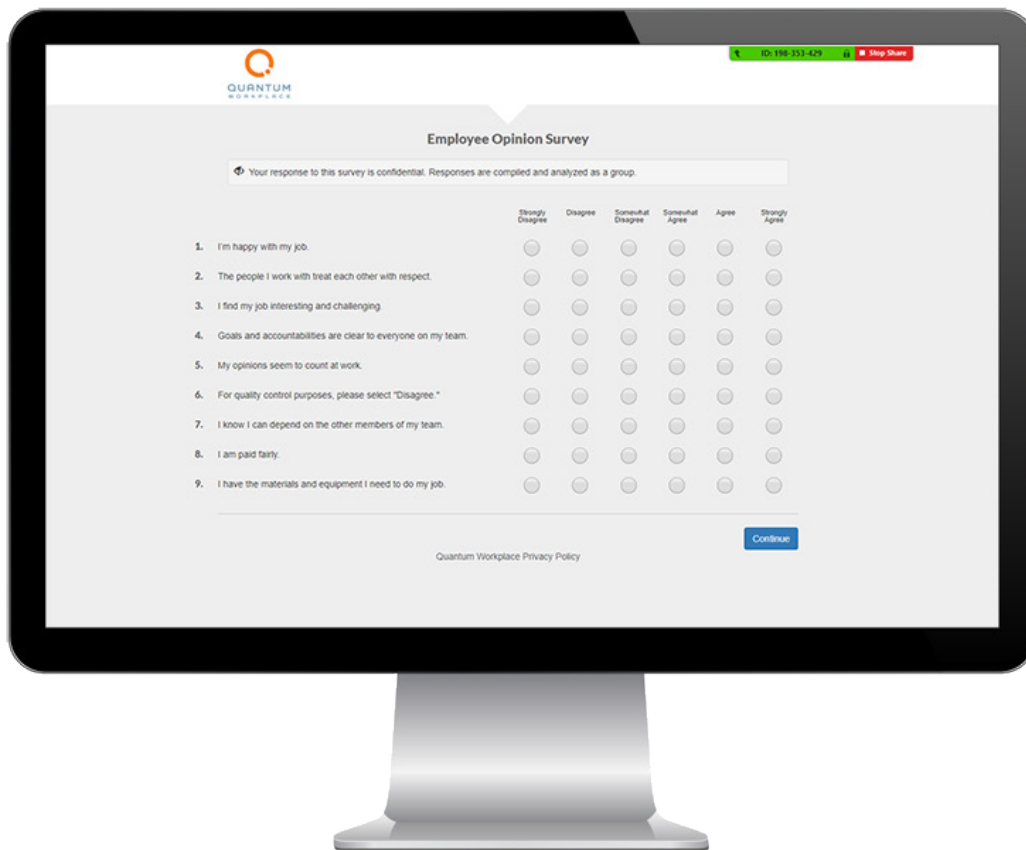 ID: 198-353-429
Stop Share
QUANTUM
WORKPLACE
Employee Opinion Survey
Your response to this survey is confidential. Responses are compiled and analyzed as a group.
Strongly Disagree Disagree Somewhat Disagree Somewhat Agree Agree Strongly Agree
1. I'm happy with my job.
2. The people I work with treat each other with respect.
3. I find my job interesting and challenging.
4. Goals and accountabilities are clear to everyone on my team.
5. My opinions seem to count at work.
6. For quality control purposes, please select "Disagree."
7. I know I can depend on the other members of my team.
8. I am paid fairly.
9. I have the materials and equipment I need to do my job.
Continue
Quantum Workplace Privacy Policy